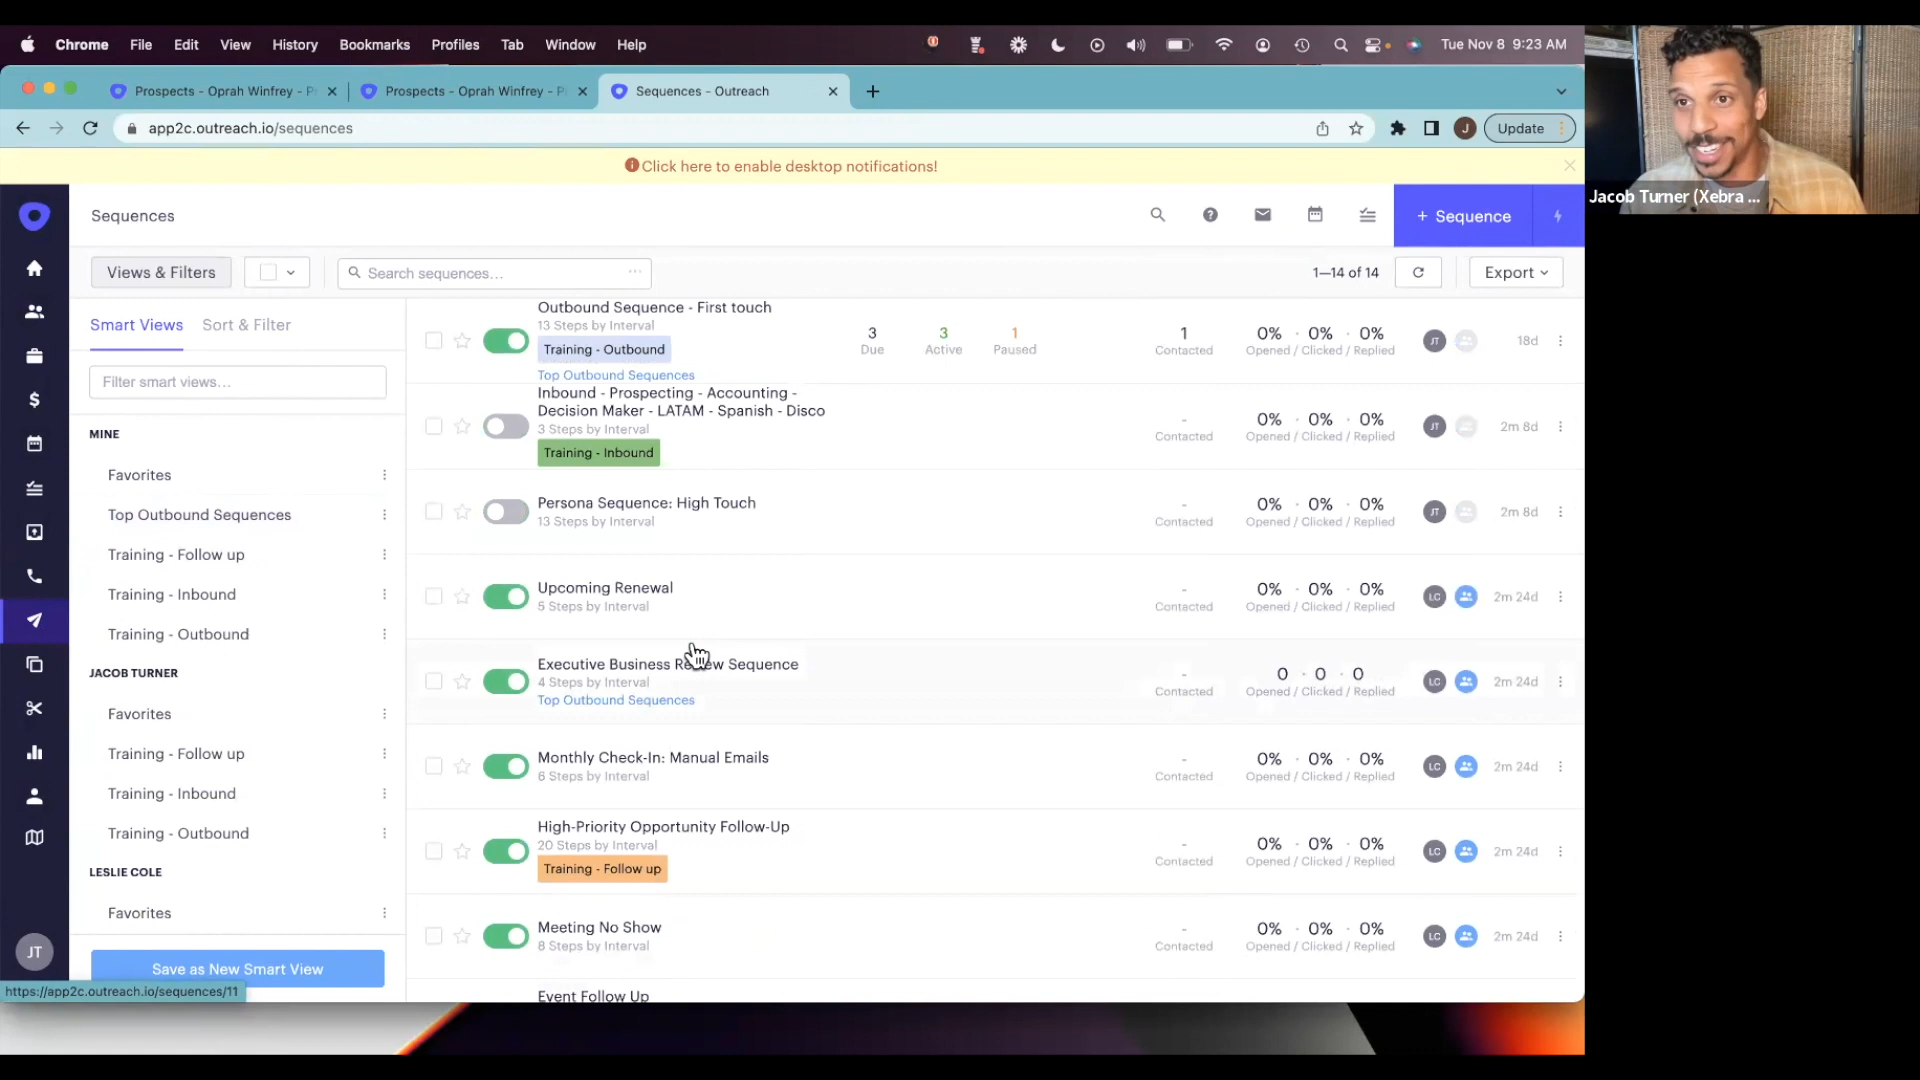 Chrome File Edit View History Bookmarks Profiles Tab Window Help
Tue Nov 8 9:23 AM
Prospects - Oprah Winfrey - P
Prospects - Oprah Winfrey - P
Sequences - Outreach
app2c.outreach.io/sequences
J
Update
Click here to enable desktop notifications!
Jacob Turner (Xebra ...
Sequences
+ Sequence
Views & Filters
Search sequences...
1—14 of 14
Export
Smart Views
Sort & Filter
Filter smart views...
MINE
Favorites
Top Outbound Sequences
Training - Follow up
Training - Inbound
Training - Outbound
JACOB TURNER
Favorites
Training - Follow up
Training - Inbound
Training - Outbound
LESLIE COLE
Favorites
Save as New Smart View
JT
https://app2c.outreach.io/sequences/11
Outbound Sequence - First touch
13 Steps by Interval
Training - Outbound
Top Outbound Sequences
3 Due
3 Active
1 Paused
1 Contacted
0% · 0% · 0%
Opened / Clicked / Replied
JT
18d
Inbound - Prospecting - Accounting -
Decision Maker - LATAM - Spanish - Disco
3 Steps by Interval
Training - Inbound
- Contacted
0% · 0% · 0%
Opened / Clicked / Replied
JT
2m 8d
Persona Sequence: High Touch
13 Steps by Interval
- Contacted
0% · 0% · 0%
Opened / Clicked / Replied
JT
2m 8d
Upcoming Renewal
5 Steps by Interval
- Contacted
0% · 0% · 0%
Opened / Clicked / Replied
LC
2m 24d
Executive Business Review Sequence
4 Steps by Interval
Top Outbound Sequences
- Contacted
0 · 0 · 0
Opened / Clicked / Replied
LC
2m 24d
Monthly Check-In: Manual Emails
6 Steps by Interval
- Contacted
0% · 0% · 0%
Opened / Clicked / Replied
LC
2m 24d
High-Priority Opportunity Follow-Up
20 Steps by Interval
Training - Follow up
- Contacted
0% · 0% · 0%
Opened / Clicked / Replied
LC
2m 24d
Meeting No Show
8 Steps by Interval
- Contacted
0% · 0% · 0%
Opened / Clicked / Replied
LC
2m 24d
Event Follow Up